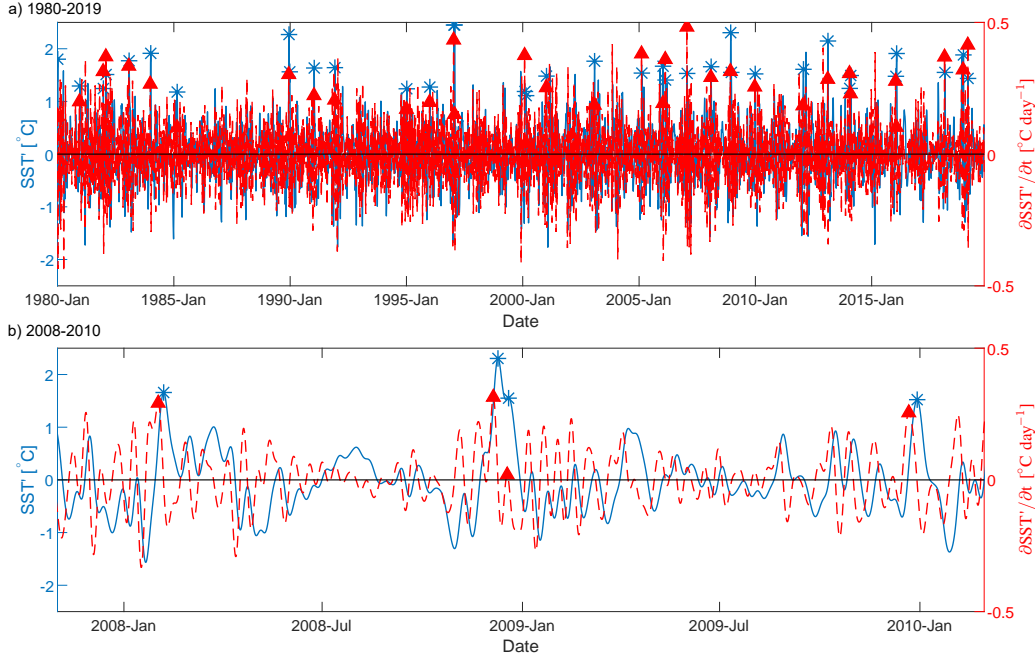 a) 1980-2019
2
1
0
-1
-2
SST' [°C]
0.5
0
-0.5
∂SST'/∂t [°C day⁻¹]
1980-Jan 1985-Jan 1990-Jan 1995-Jan 2000-Jan 2005-Jan 2010-Jan 2015-Jan
Date
b) 2008-2010
2
1
0
-1
-2
SST' [°C]
0.5
0
-0.5
∂SST'/∂t [°C day⁻¹]
2008-Jan 2008-Jul 2009-Jan 2009-Jul 2010-Jan
Date